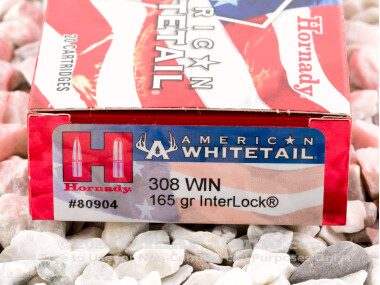 20 CARTRIDGES
AMERICAN
WHITETAIL
Hornady
H
Hornady
#80904
A
AMERICAN
WHITETAIL
308 WIN
165 gr InterLock®